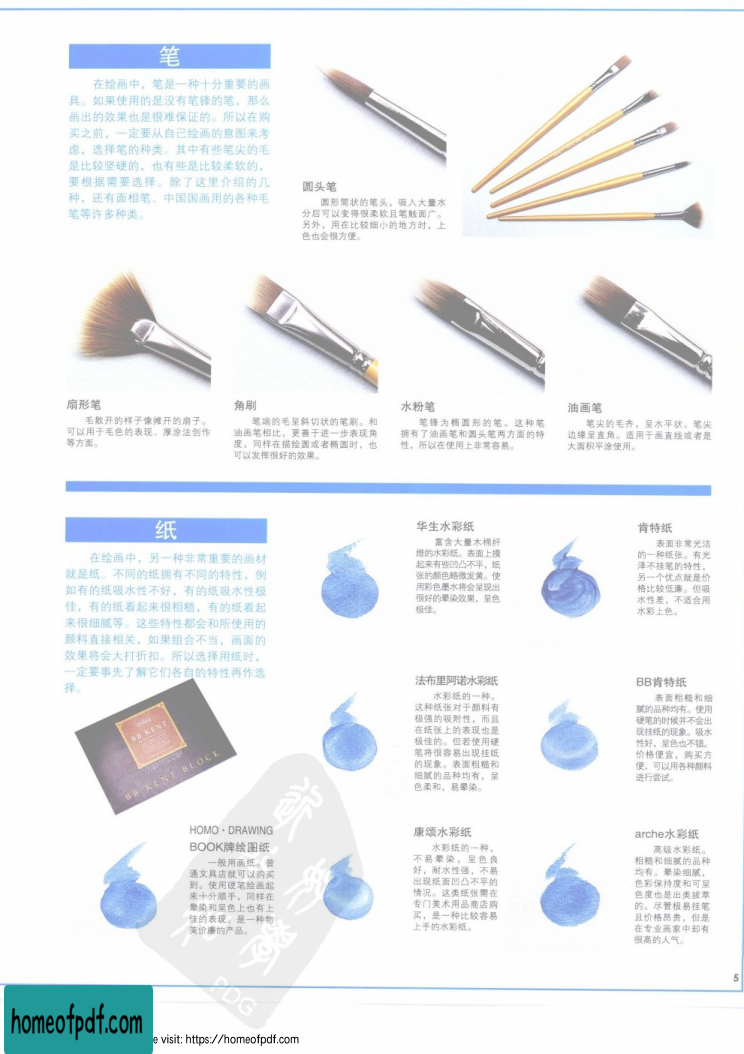 笔
在绘画中，笔是一种十分重要的画
具。如果使用的是没有笔锋的笔，那么
画出的效果也是很难保证的。所以在购
买之前，一定要从自己绘画的意图来考
虑，选择笔的种类。其中有些笔尖的毛
是比较坚硬的，也有些是比较柔软的，
要根据需要选择。除了这里介绍的几
种，还有面相笔、中国国画用的各种毛
笔等许多种类。
圆头笔
圆形筒状的笔头，吸入大量水
分后可以变得很柔软且笔触面广。
另外，用在比较细小的地方时，上
色也会很方便。
扇形笔
毛散开的样子像摊开的扇子。
可以用于毛色的表现、厚涂法创作
等方面。
角刷
笔端的毛呈斜切状的笔刷。和
油画笔相比，更善于进一步表现角
度，同样在描绘圆或者椭圆时，也
可以发挥很好的效果。
水粉笔
笔锋为椭圆形的笔。这种笔
拥有了油画笔和圆头笔两方面的特
性，所以在使用上非常容易。
油画笔
笔尖的毛齐，呈水平状。笔尖
边缘呈直角。适用于画直线或者是
大面积平涂使用。
纸
在绘画中，另一种非常重要的画材
就是纸。不同的纸拥有不同的特性，例
如有的纸吸水性不好，有的纸吸水性极
佳，有的纸看起来很粗糙，有的纸看起
来很细腻等。这些特性都会和所使用的
颜料直接相关，如果组合不当，画面的
效果将会大打折扣。所以选择用纸时，
一定要事先了解它们各自的特性再作选
择。
BB KENT
BB KENT BLOCK
华生水彩纸
富含大量木棉纤
维的水彩纸。表面上摸
起来有些凹凸不平，纸
张的颜色略微发黄。使
用彩色墨水将会呈现出
很好的晕染效果，呈色
极佳。
肯特纸
表面非常光洁
的一种纸张。有光
泽不挂笔的特性，
另一个优点就是价
格比较低廉。但吸
水性差，不适合用
水彩上色。
法布里阿诺水彩纸
水彩纸的一种。
这种纸张对于颜料有
极强的吸附性，而且
在纸张上的表现也是
极佳的。但若使用硬
笔将很容易出现挂纸
的现象。表面粗糙和
细腻的品种均有，呈
色柔和，易晕染。
BB肯特纸
表面粗糙和细
腻的品种均有。使用
硬笔的时候并不会出
现挂纸的现象。吸水
性好，呈色也不错。
价格便宜，购买方
便，可以用各种颜料
进行尝试。
HOMO·DRAWING
BOOK牌绘图纸
一般用画纸。普
通文具店就可以购买
到。使用硬笔绘画起
来十分顺手，同样在
晕染和呈色上也有上
佳的表现。是一种物
美价廉的产品。
康颂水彩纸
水彩纸的一种，
不易晕染，呈色良
好，耐水性强，不易
出现纸面凹凸不平的
情况。这类纸张需在
专门美术用品商店购
买，是一种比较容易
上手的水彩纸。
arche水彩纸
高级水彩纸。
粗糙和细腻的品种
均有。晕染细腻，
色彩保持度和可呈
色度也是出类拔萃
的。尽管极易挂笔
且价格昂贵，但是
在专业画家中却有
很高的人气。
PDG
5
homeofpdf.com
e visit: https://homeofpdf.com